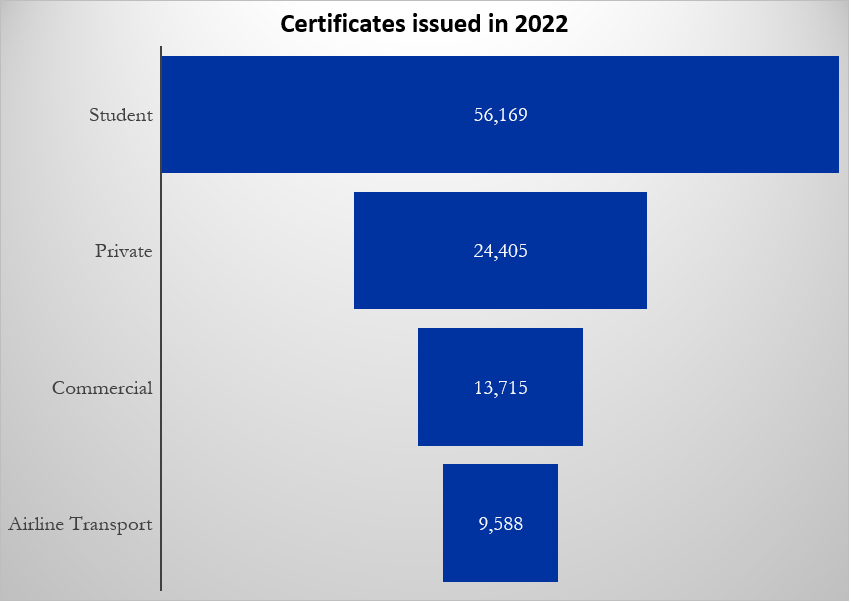 Certificates issued in 2022
Student
56,169
Private
24,405
Commercial
13,715
Airline Transport
9,588